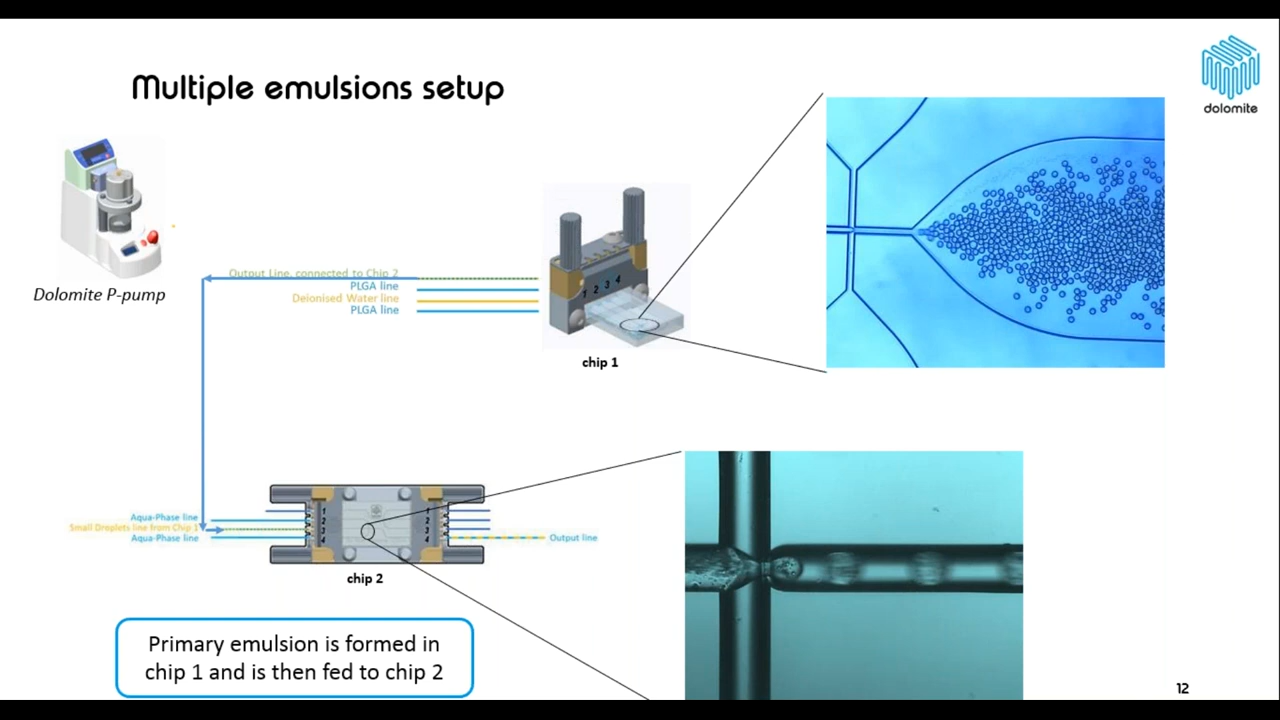 Multiple emulsions setup
dolomite
Dolomite P-pump
Output Line, connected to Chip 2
PLGA line
Deionised Water line
PLGA line
1 2 3 4
chip 1
Aqua-Phase line
Small Droplets line from Chip 1
Aqua-Phase line
1
2
3
4
1
2
3
4
Output line
chip 2
Primary emulsion is formed in
chip 1 and is then fed to chip 2
12